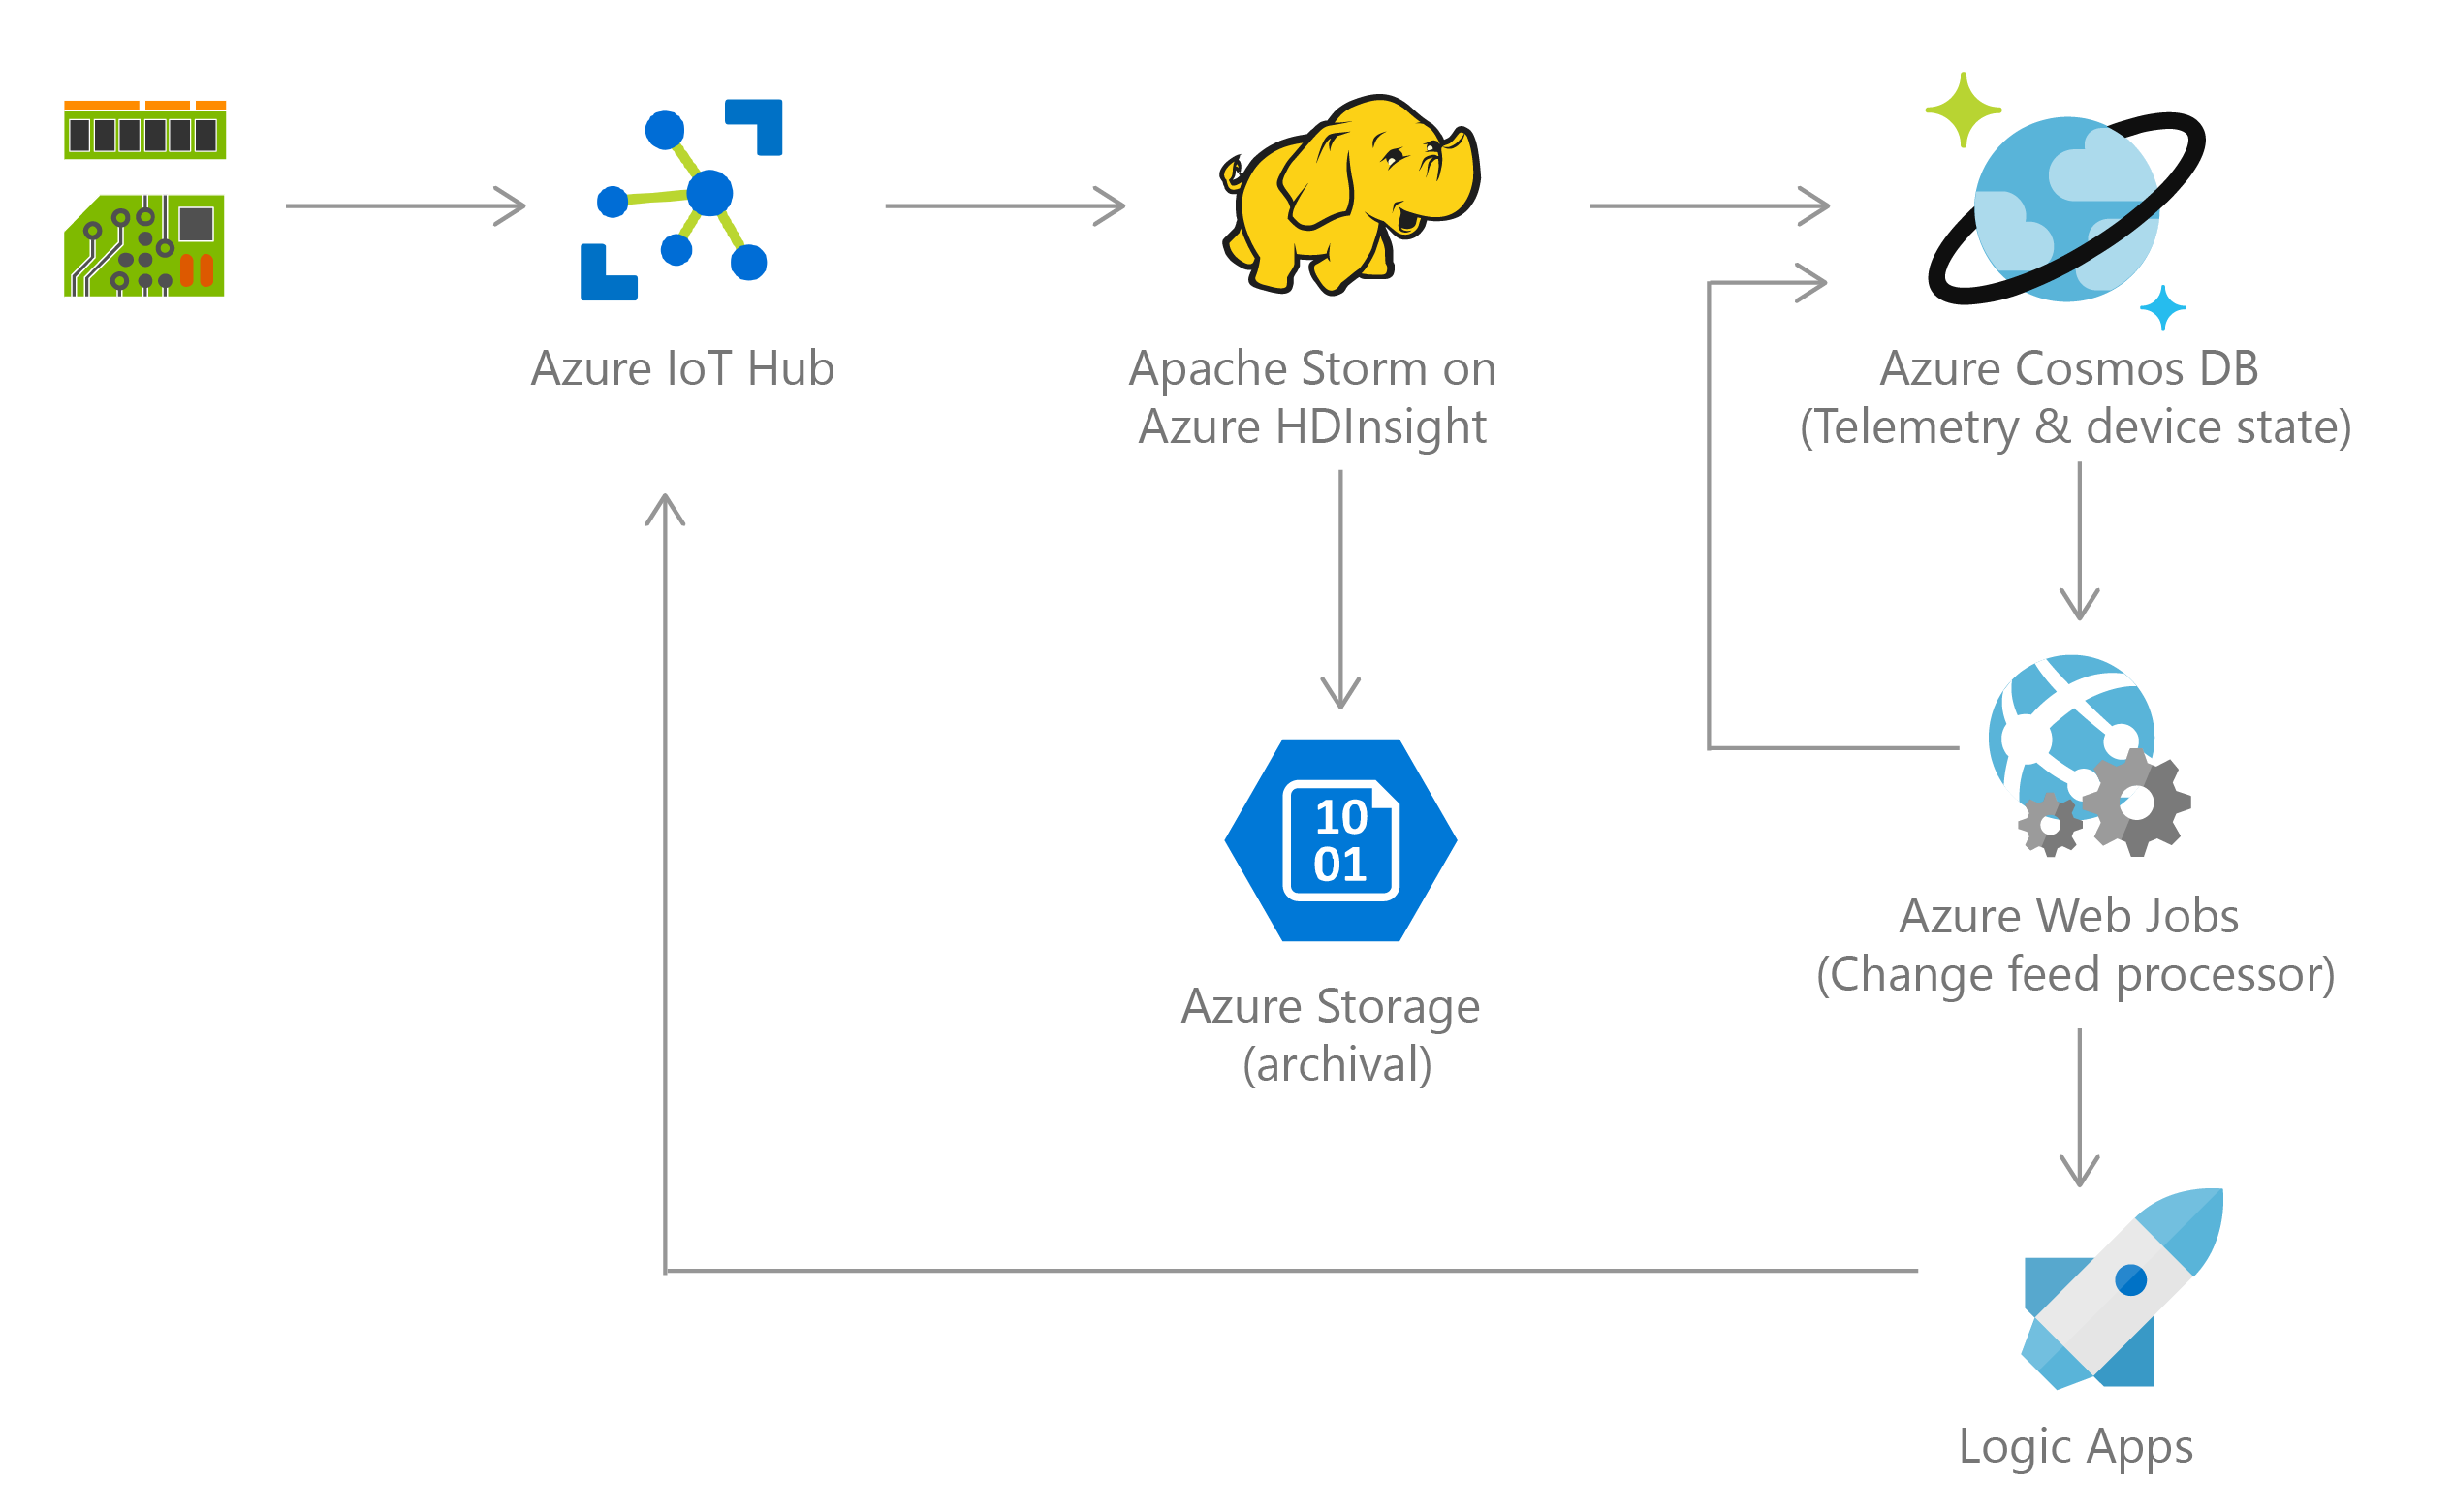 Azure IoT Hub
Apache Storm on
Azure HDInsight
Azure Cosmos DB
(Telemetry & device state)
10
01
Azure Storage
(archival)
Azure Web Jobs
(Change feed processor)
Logic Apps